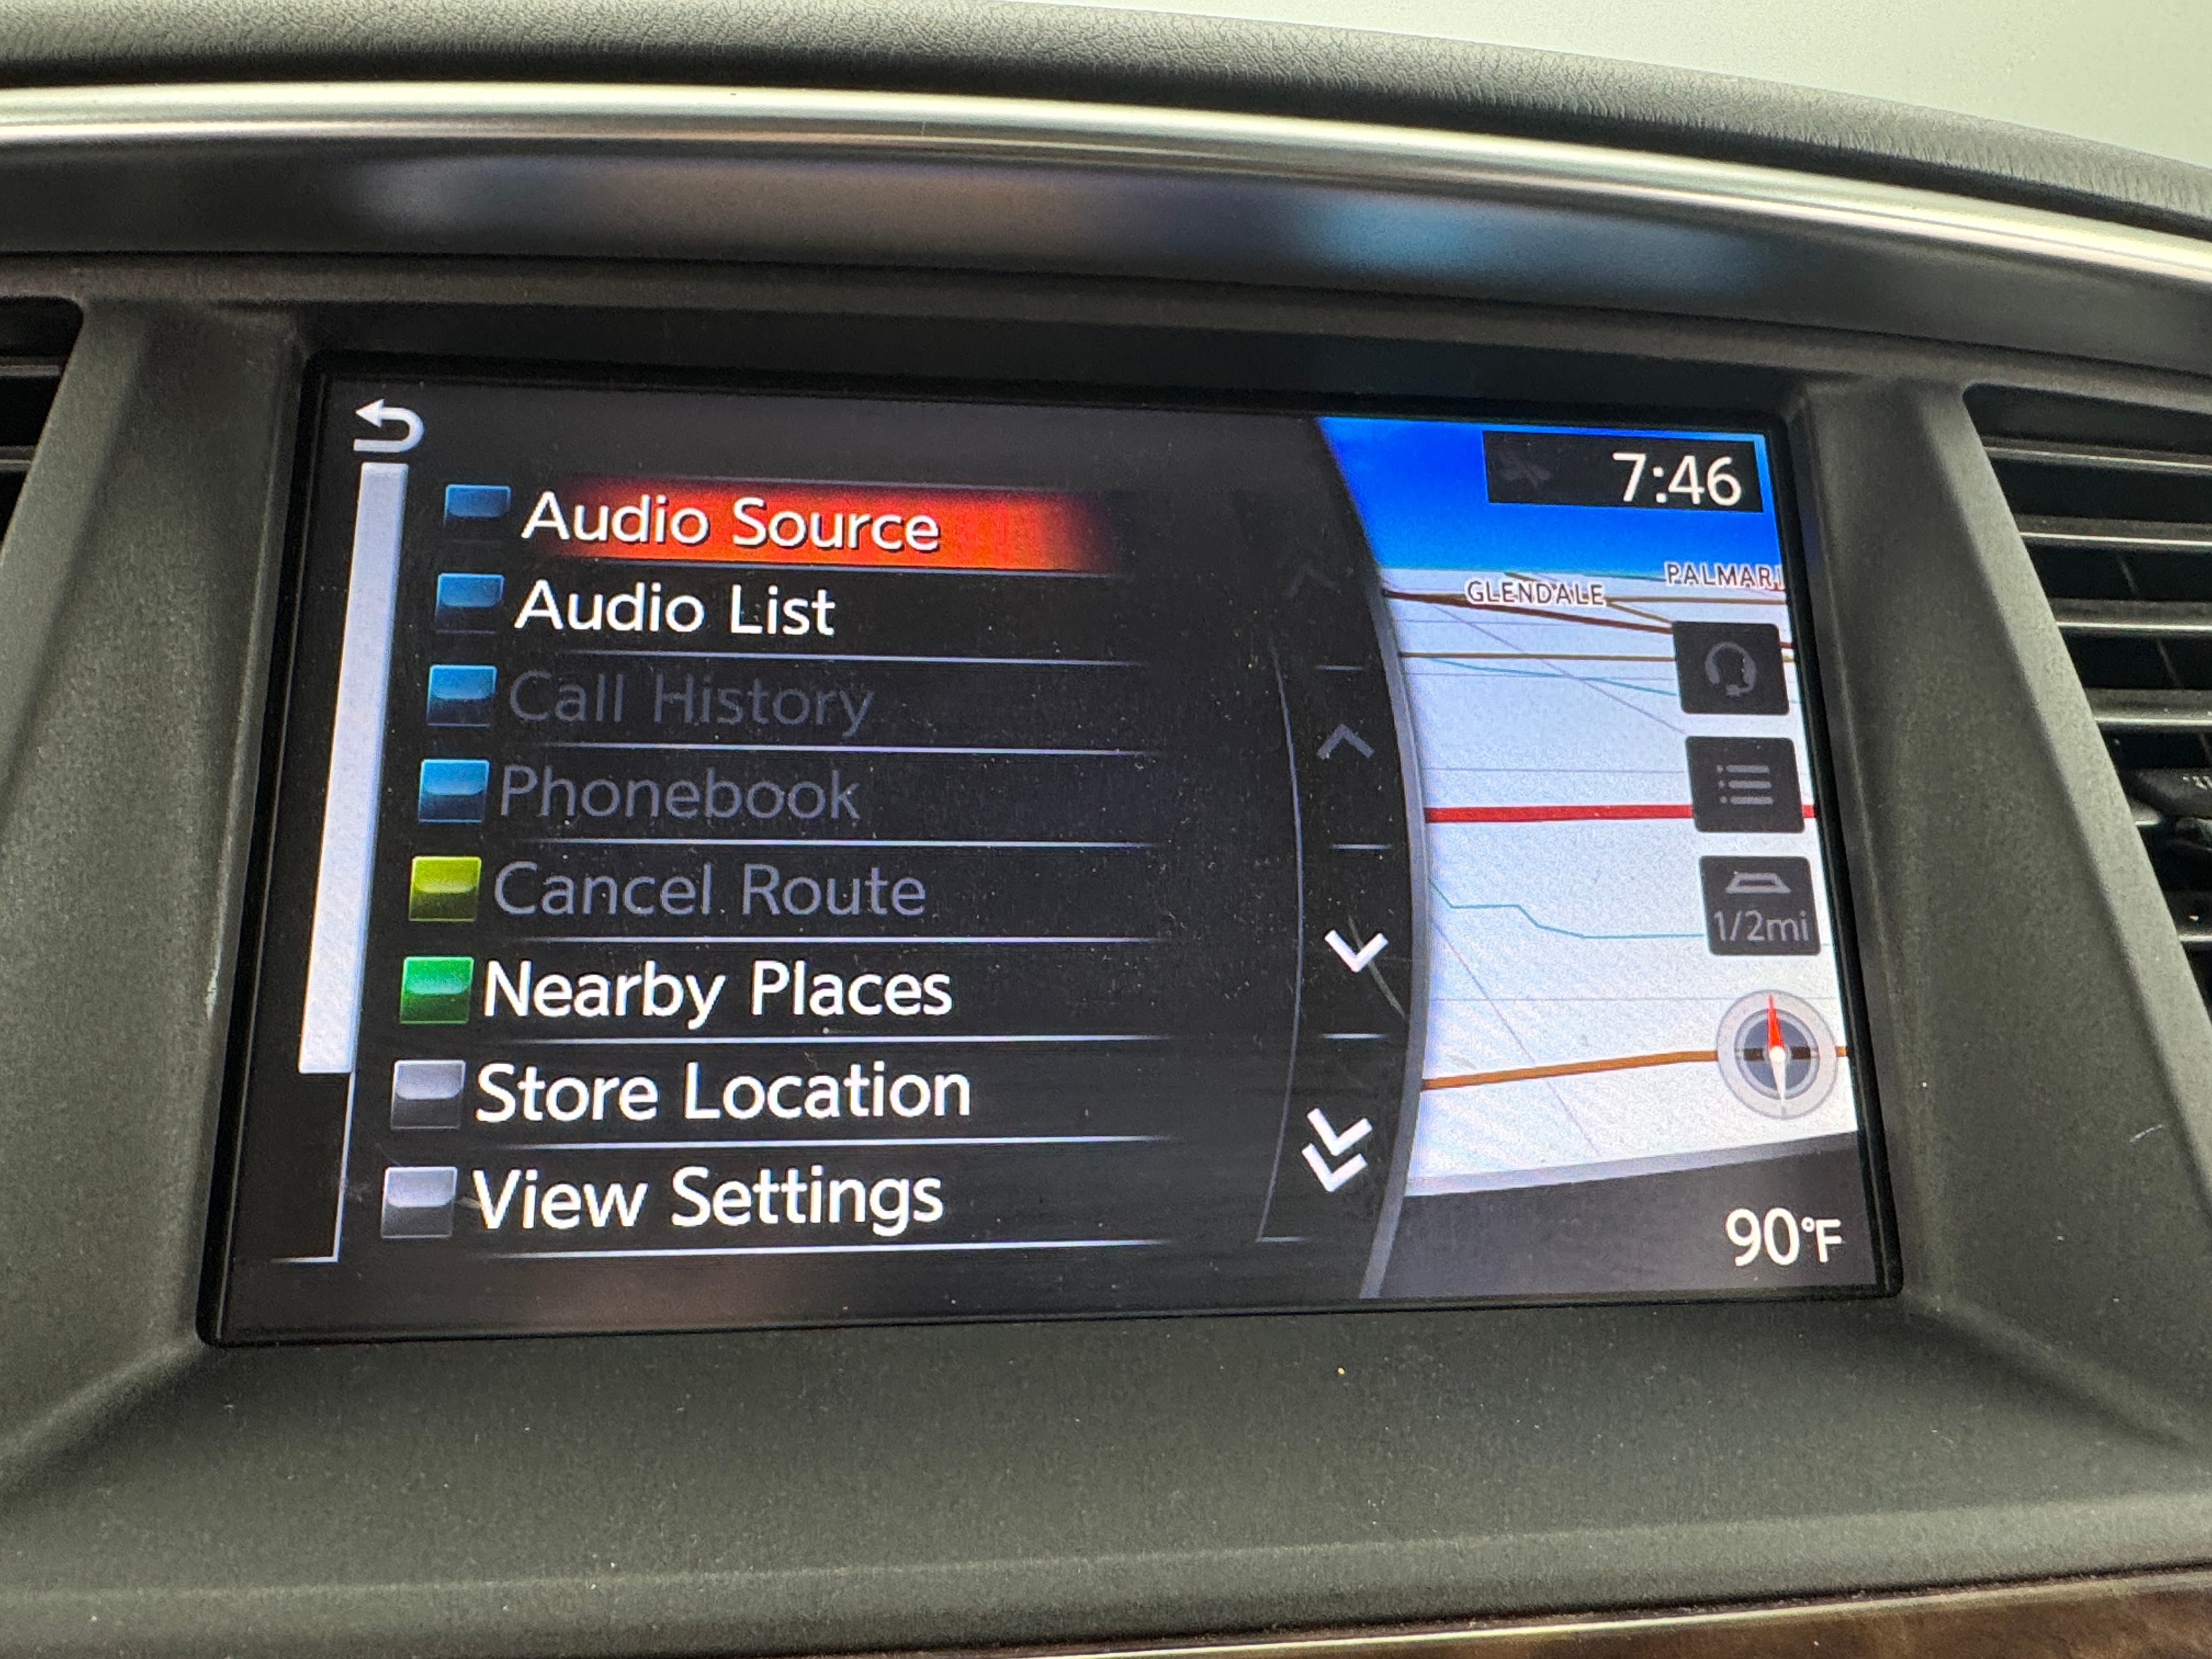 Audio Source
Audio List
Call History
Phonebook
Cancel Route
Nearby Places
Store Location
View Settings
7:46
GLENDALE
1/2mi
90°F